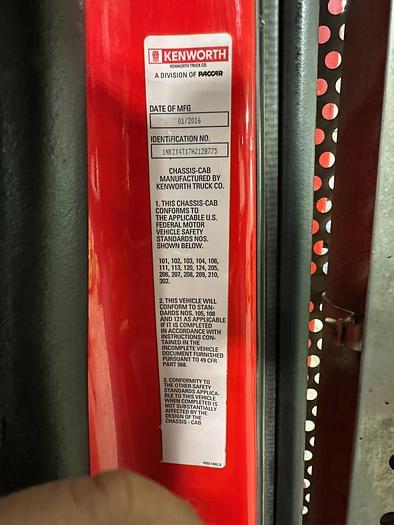 KENWORTH
KENWORTH TRUCK CO.
A DIVISION OF PACCAR
DATE OF MFG
01/2016
IDENTIFICATION NO.
CHASSIS-CAB
MANUFACTURED BY
KENWORTH TRUCK CO.
1. THIS CHASSIS-CAB
CONFORMS TO
THE APPLICABLE U.S.
FEDERAL MOTOR
VEHICLE SAFETY
STANDARDS NOS.
SHOWN BELOW.
101, 102, 103, 104, 106,
111, 113, 120, 124, 205,
206, 207, 208, 209, 210,
302.
2. THIS VEHICLE WILL
CONFORM TO STAN-
DARDS NOS. 105, 108
AND 121 AS APPLICABLE
IF IT IS COMPLETED
IN ACCORDANCE WITH
INSTRUCTIONS CON-
TAINED IN THE
INCOMPLETE VEHICLE
DOCUMENT FURNISHED
PURSUANT TO 49 CFR
PART 568.
3. CONFORMITY TO
THE OTHER SAFETY
STANDARDS APPLICA-
BLE TO THIS VEHICLE
WHEN COMPLETED IS
NOT SUBSTANTIALLY
AFFECTED BY THE
DESIGN OF THE
CHASSIS - CAB